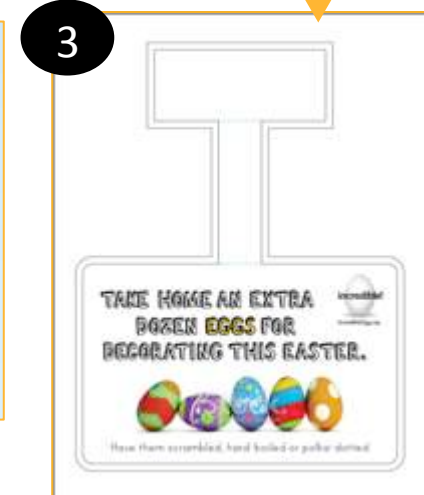 3
TAKE HOME AN EXTRA
DOZEN EGGS FOR
DECORATING THIS EASTER.
incredible!
Have them scrambled, hard boiled or polka dotted